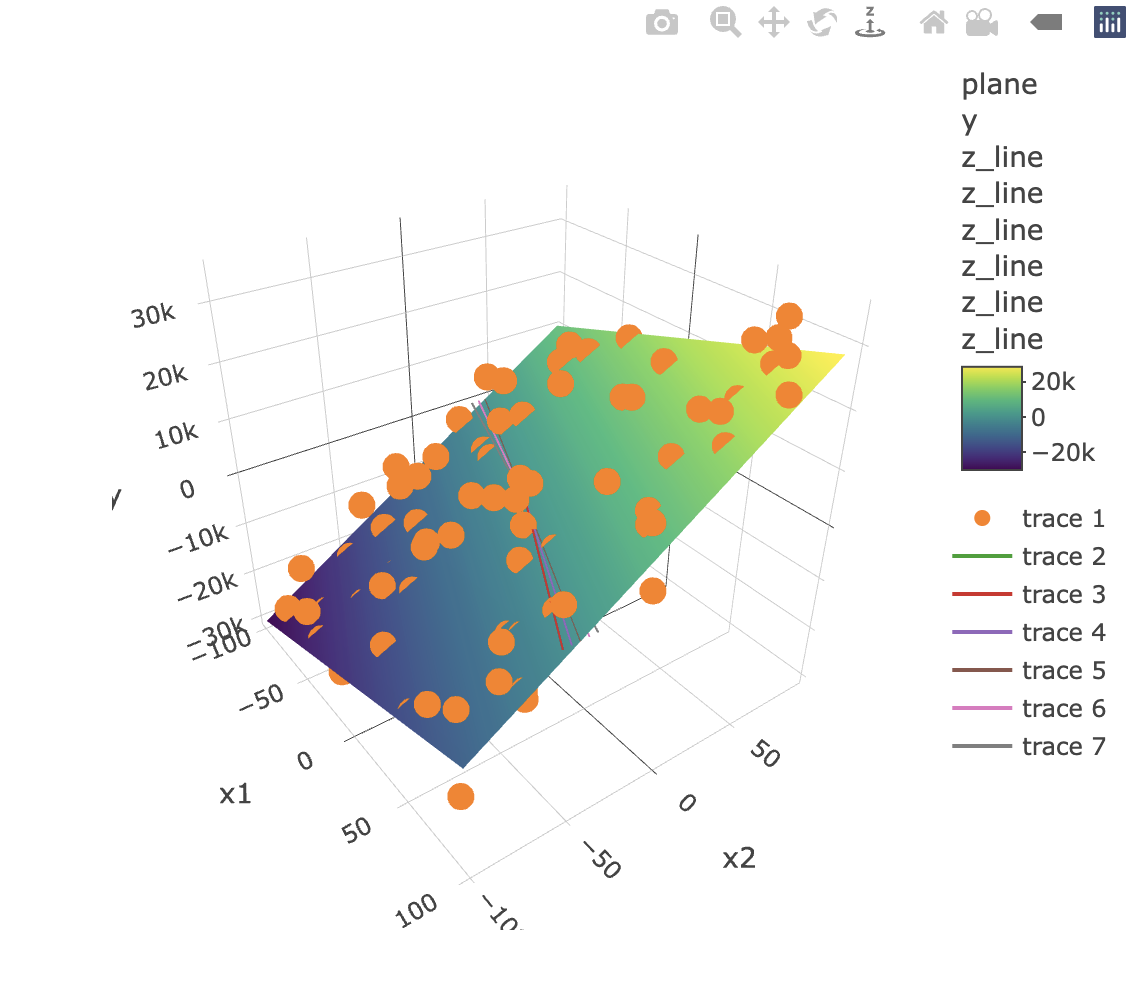 z
plane
y
z_line
z_line
z_line
z_line
z_line
z_line
20k
0
−20k
trace 1
trace 2
trace 3
trace 4
trace 5
trace 6
trace 7
30k
20k
10k
0
−10k
−20k
−30k
y
−100
−50
0
50
100
x1
−50
0
50
x2